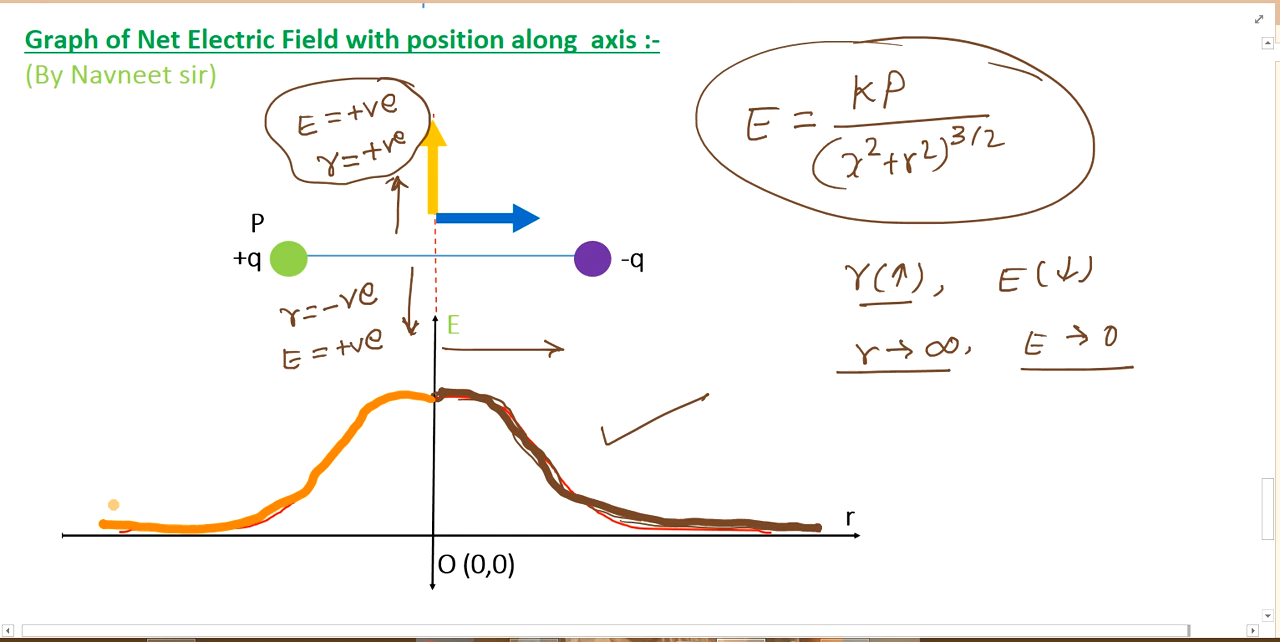 Graph of Net Electric Field with position along axis :-
(By Navneet sir)
E = +ve
r = +ve
E = KP / (x²+r²)^3/2
P
+q
-q
r(↑), E(↓)
r = -ve
E = +ve
E
r → ∞, E → 0
r
O (0,0)